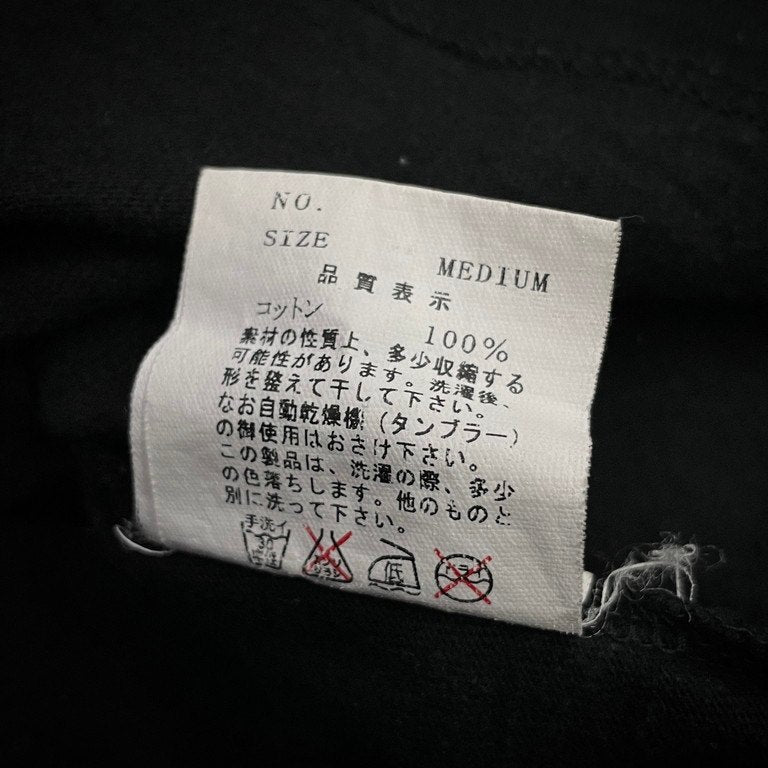 NO.
SIZE
MEDIUM
品質表示
コットン 100%
素材の性質上、多少収縮する
可能性があります。洗濯後、
形を整えて干して下さい。
なお自動乾燥機(タンブラー)
の御使用はおさけ下さい。
この製品は、洗濯の際、多少
の色落ちします。他のものと
別に洗って下さい。
手洗イ
30
低
ドライ